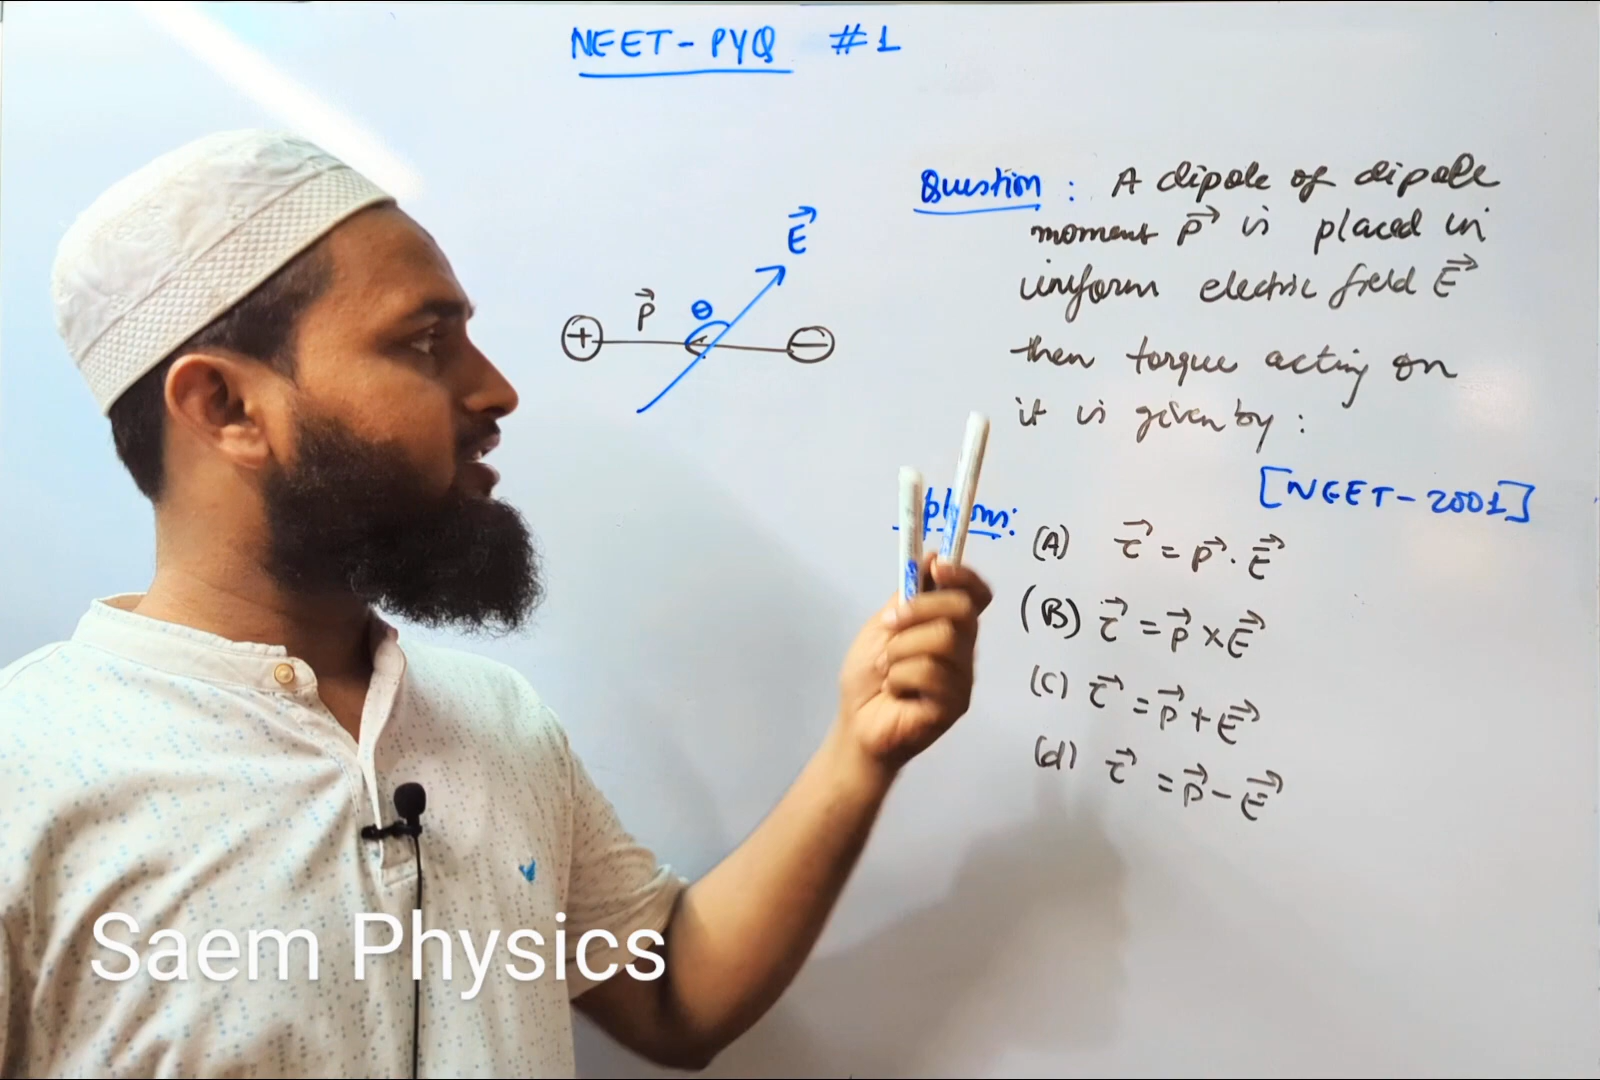 NEET-PYQ #1
Question : A dipole of dipole
moment P⃗ is placed in
uniform electric field E⃗
then torque acting on
it is given by :
[NEET-2001]
(A) τ⃗ = P⃗ . E⃗
(B) τ⃗ = P⃗ × E⃗
(C) τ⃗ = P⃗ + E⃗
(d) τ⃗ = P⃗ - E⃗
E⃗
P⃗ θ
+ −
Saem Physics